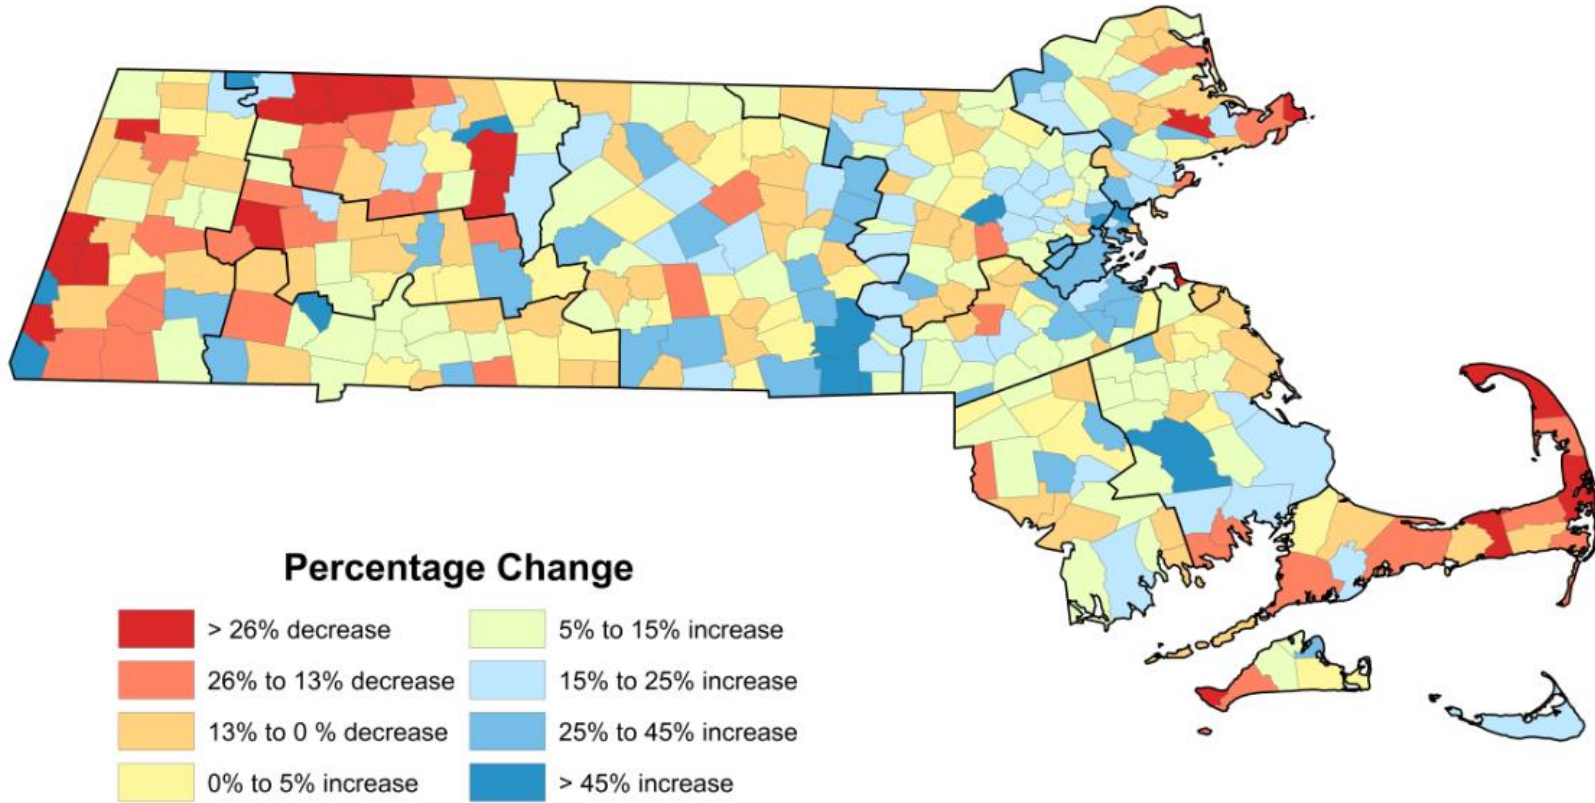 Percentage Change
> 26% decrease
26% to 13% decrease
13% to 0 % decrease
0% to 5% increase
5% to 15% increase
15% to 25% increase
25% to 45% increase
> 45% increase